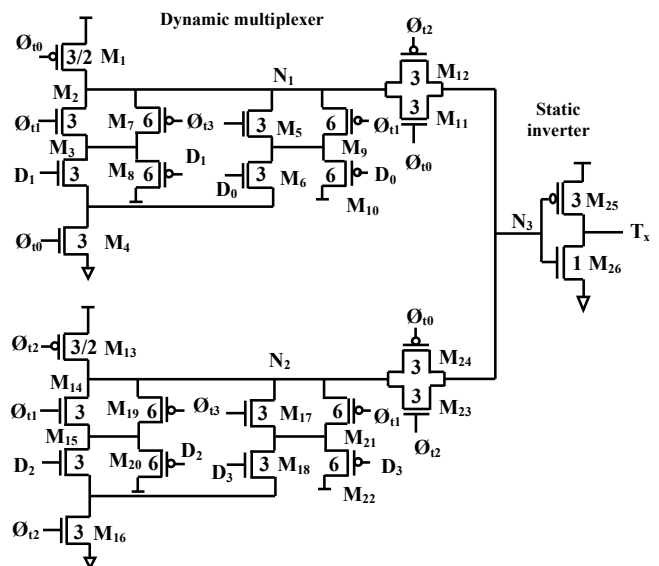 Dynamic multiplexer
Øt0 3/2 M1
Øt2
M2 N1 M12
Øt1 3 M7 6 Øt3 3 M5 6 Øt1 3 3 M11
M3 M9 Øt0
Static inverter
D1 3 M8 6 D1 D0 3 M6 6 D0
M10
Øt0 3 M4
N3 3 M25
Tx
1 M26
Øt2 3/2 M13
Øt0
M14 N2 M24
Øt1 3 M19 6 Øt3 3 M17 6 Øt1 3 3 M23
M15 M21 Øt2
D2 3 M20 6 D2 D3 3 M18 6 D3
M22
Øt2 3 M16